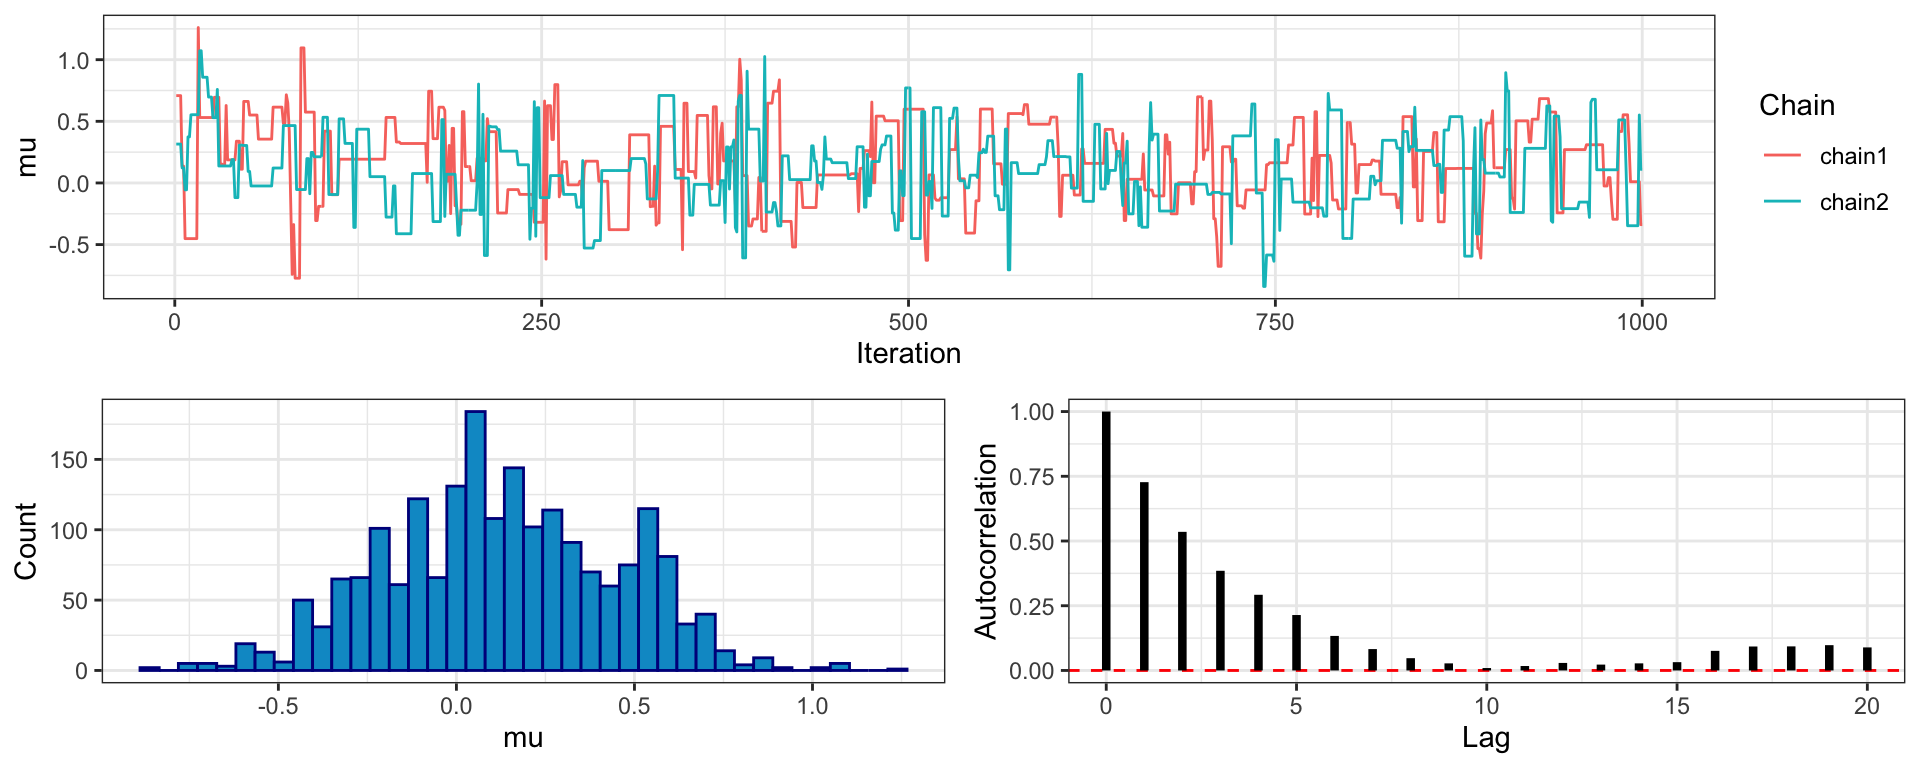 mu
1.0
0.5
0.0
-0.5
0 250 500 750 1000
Iteration
Chain
chain1
chain2
Count
150
100
50
0
-0.5 0.0 0.5 1.0
mu
Autocorrelation
1.00
0.75
0.50
0.25
0.00
0 5 10 15 20
Lag